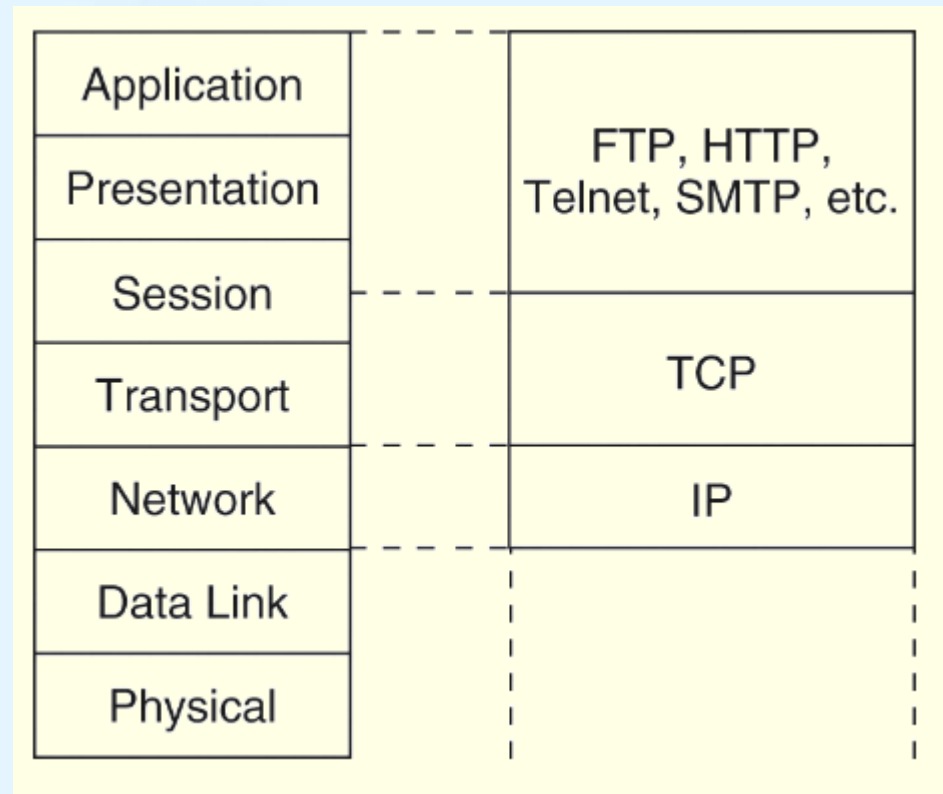 Application
Presentation
Session
Transport
Network
Data Link
Physical
FTP, HTTP,
Telnet, SMTP, etc.
TCP
IP